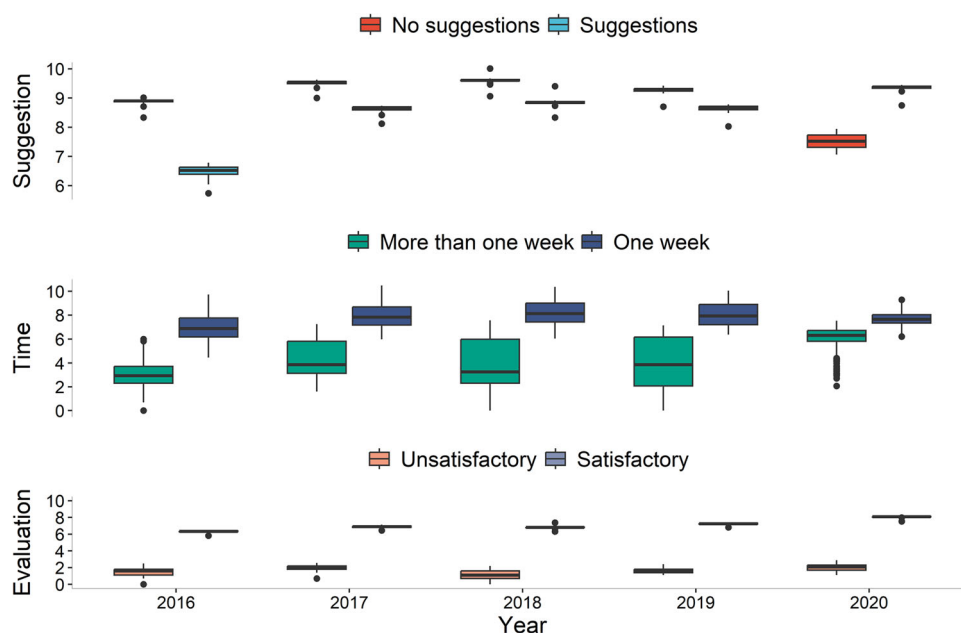 No suggestions Suggestions
Suggestion
10
9
8
7
6
More than one week One week
Time
10
8
6
4
2
0
Unsatisfactory Satisfactory
Evaluation
10
8
6
4
2
0
2016 2017 2018 2019 2020
Year